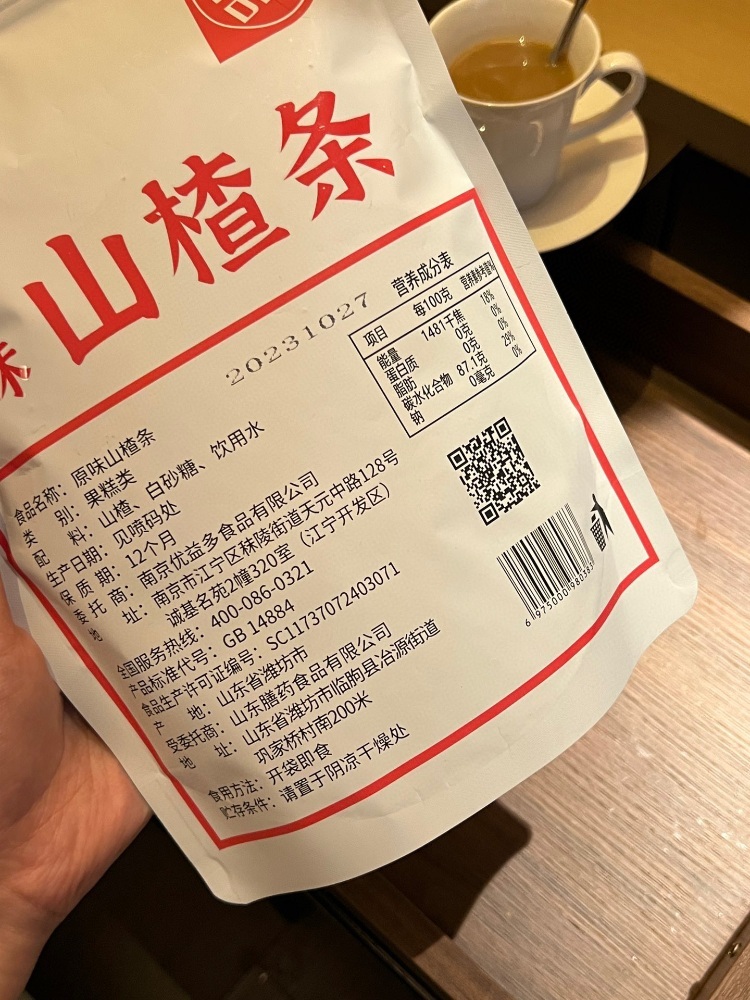 原味山楂条
20231027
营养成分表
项目 每100克 营养素参考值%
能量 1481千焦 18%
蛋白质 0克 0%
脂肪 0克 0%
碳水化合物 87.1克 29%
钠 0毫克 0%
食品名称：原味山楂条
类 别：果糕类
配 料：山楂、白砂糖、饮用水
生产日期：见喷码处
保质期：12个月
委托商：南京优益多食品有限公司
地 址：南京市江宁区秣陵街道天元中路128号
诚基名苑2幢320室（江宁开发区）
全国服务热线：400-086-0321
产品标准代号：GB 14884
食品生产许可证编号：SC11737072403071
产 地：山东省潍坊市
受委托商：山东膳药食品有限公司
地 址：山东省潍坊市临朐县冶源街道
巩家桥村南200米
食用方法：开袋即食
贮存条件：请置于阴凉干燥处